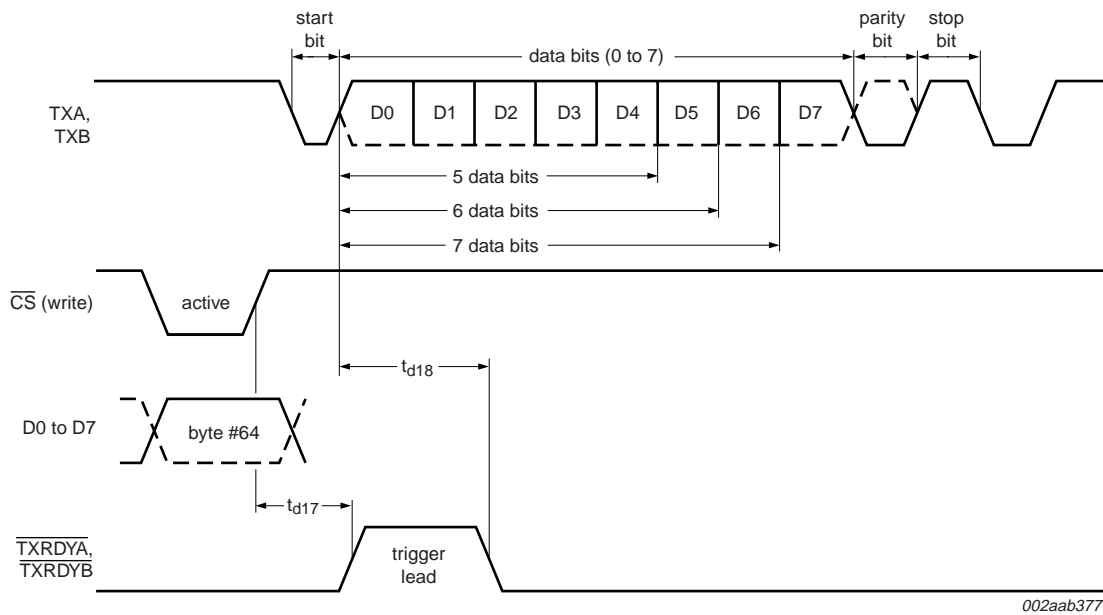 start
bit
data bits (0 to 7)
parity
bit
stop
bit
TXA,
TXB
D0 D1 D2 D3 D4 D5 D6 D7
5 data bits
6 data bits
7 data bits
CS (write)
active
td18
D0 to D7
byte #64
td17
TXRDYA,
TXRDYB
trigger
lead
002aab377